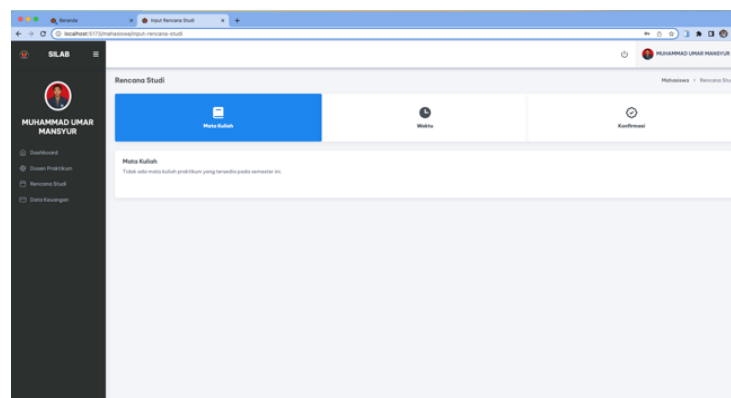 Beranda
Input Rencana Studi
localhost:5173/mahasiswa/input-rencana-studi
SILAB
MUHAMMAD UMAR MANSYUR
Rencana Studi
Mahasiswa > Rencana Stu
MUHAMMAD UMAR
MANSYUR
Mata Kuliah
Waktu
Konfirmasi
Dashboard
Dosen Praktikum
Rencana Studi
Data Keuangan
Mata Kuliah
Tidak ada mata kuliah praktikum yang tersedia pada semester ini.